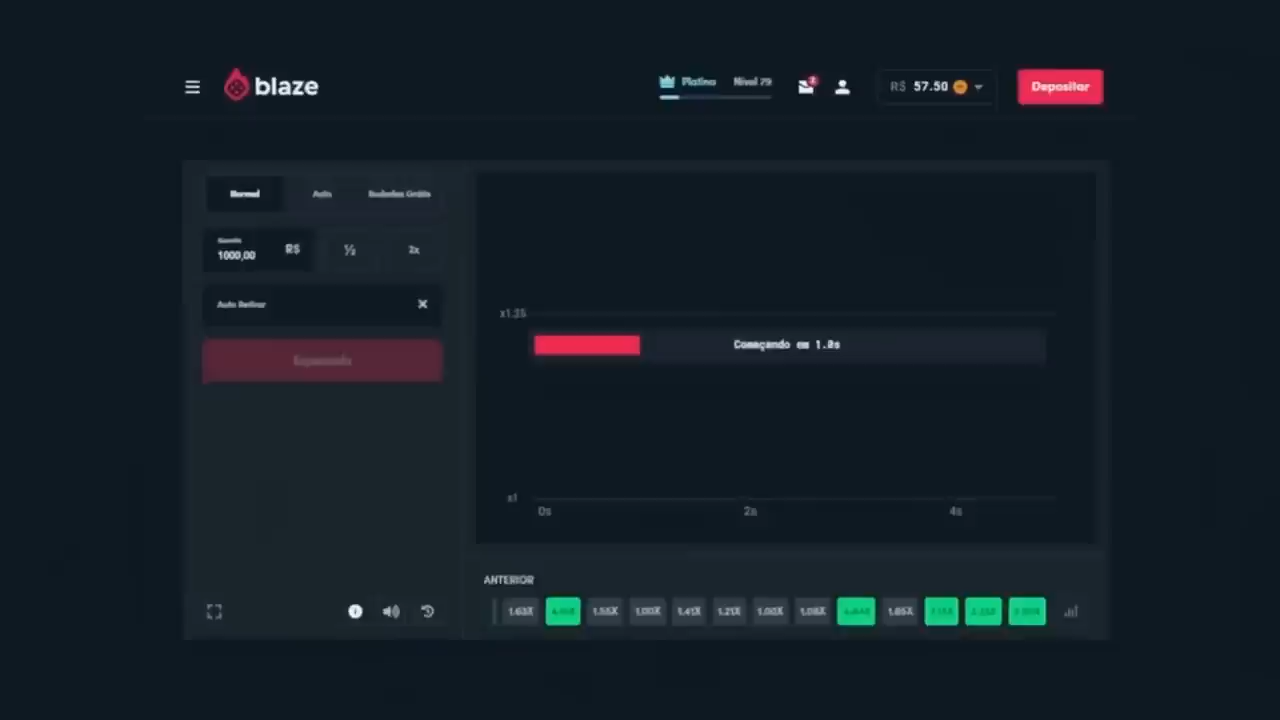 blaze
Platina Nível 79
2
R$ 57.50
Depositar
Normal Auto
1000,00 R$ ½ 2x
Auto Retirar
x1.25
Começando em 1.0s
x1
0s 2s 4s
ANTERIOR
1.63X 1.55X 1.00X 1.41X 1.21X 1.00X 1.08X 1.85X